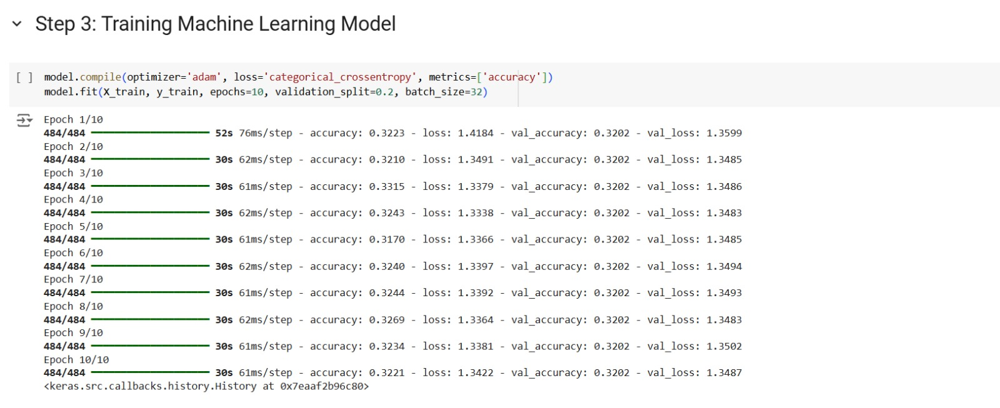 Step 3: Training Machine Learning Model
[ ] model.compile(optimizer='adam', loss='categorical_crossentropy', metrics=['accuracy'])
model.fit(X_train, y_train, epochs=10, validation_split=0.2, batch_size=32)
Epoch 1/10
484/484 52s 76ms/step - accuracy: 0.3223 - loss: 1.4184 - val_accuracy: 0.3202 - val_loss: 1.3599
Epoch 2/10
484/484 30s 62ms/step - accuracy: 0.3210 - loss: 1.3491 - val_accuracy: 0.3202 - val_loss: 1.3485
Epoch 3/10
484/484 30s 61ms/step - accuracy: 0.3315 - loss: 1.3379 - val_accuracy: 0.3202 - val_loss: 1.3486
Epoch 4/10
484/484 30s 62ms/step - accuracy: 0.3243 - loss: 1.3338 - val_accuracy: 0.3202 - val_loss: 1.3483
Epoch 5/10
484/484 30s 61ms/step - accuracy: 0.3170 - loss: 1.3366 - val_accuracy: 0.3202 - val_loss: 1.3485
Epoch 6/10
484/484 30s 62ms/step - accuracy: 0.3240 - loss: 1.3397 - val_accuracy: 0.3202 - val_loss: 1.3494
Epoch 7/10
484/484 30s 61ms/step - accuracy: 0.3244 - loss: 1.3392 - val_accuracy: 0.3202 - val_loss: 1.3493
Epoch 8/10
484/484 30s 62ms/step - accuracy: 0.3269 - loss: 1.3364 - val_accuracy: 0.3202 - val_loss: 1.3483
Epoch 9/10
484/484 30s 61ms/step - accuracy: 0.3234 - loss: 1.3381 - val_accuracy: 0.3202 - val_loss: 1.3502
Epoch 10/10
484/484 30s 61ms/step - accuracy: 0.3221 - loss: 1.3422 - val_accuracy: 0.3202 - val_loss: 1.3487
<keras.src.callbacks.history.History at 0x7eaaf2b96c80>